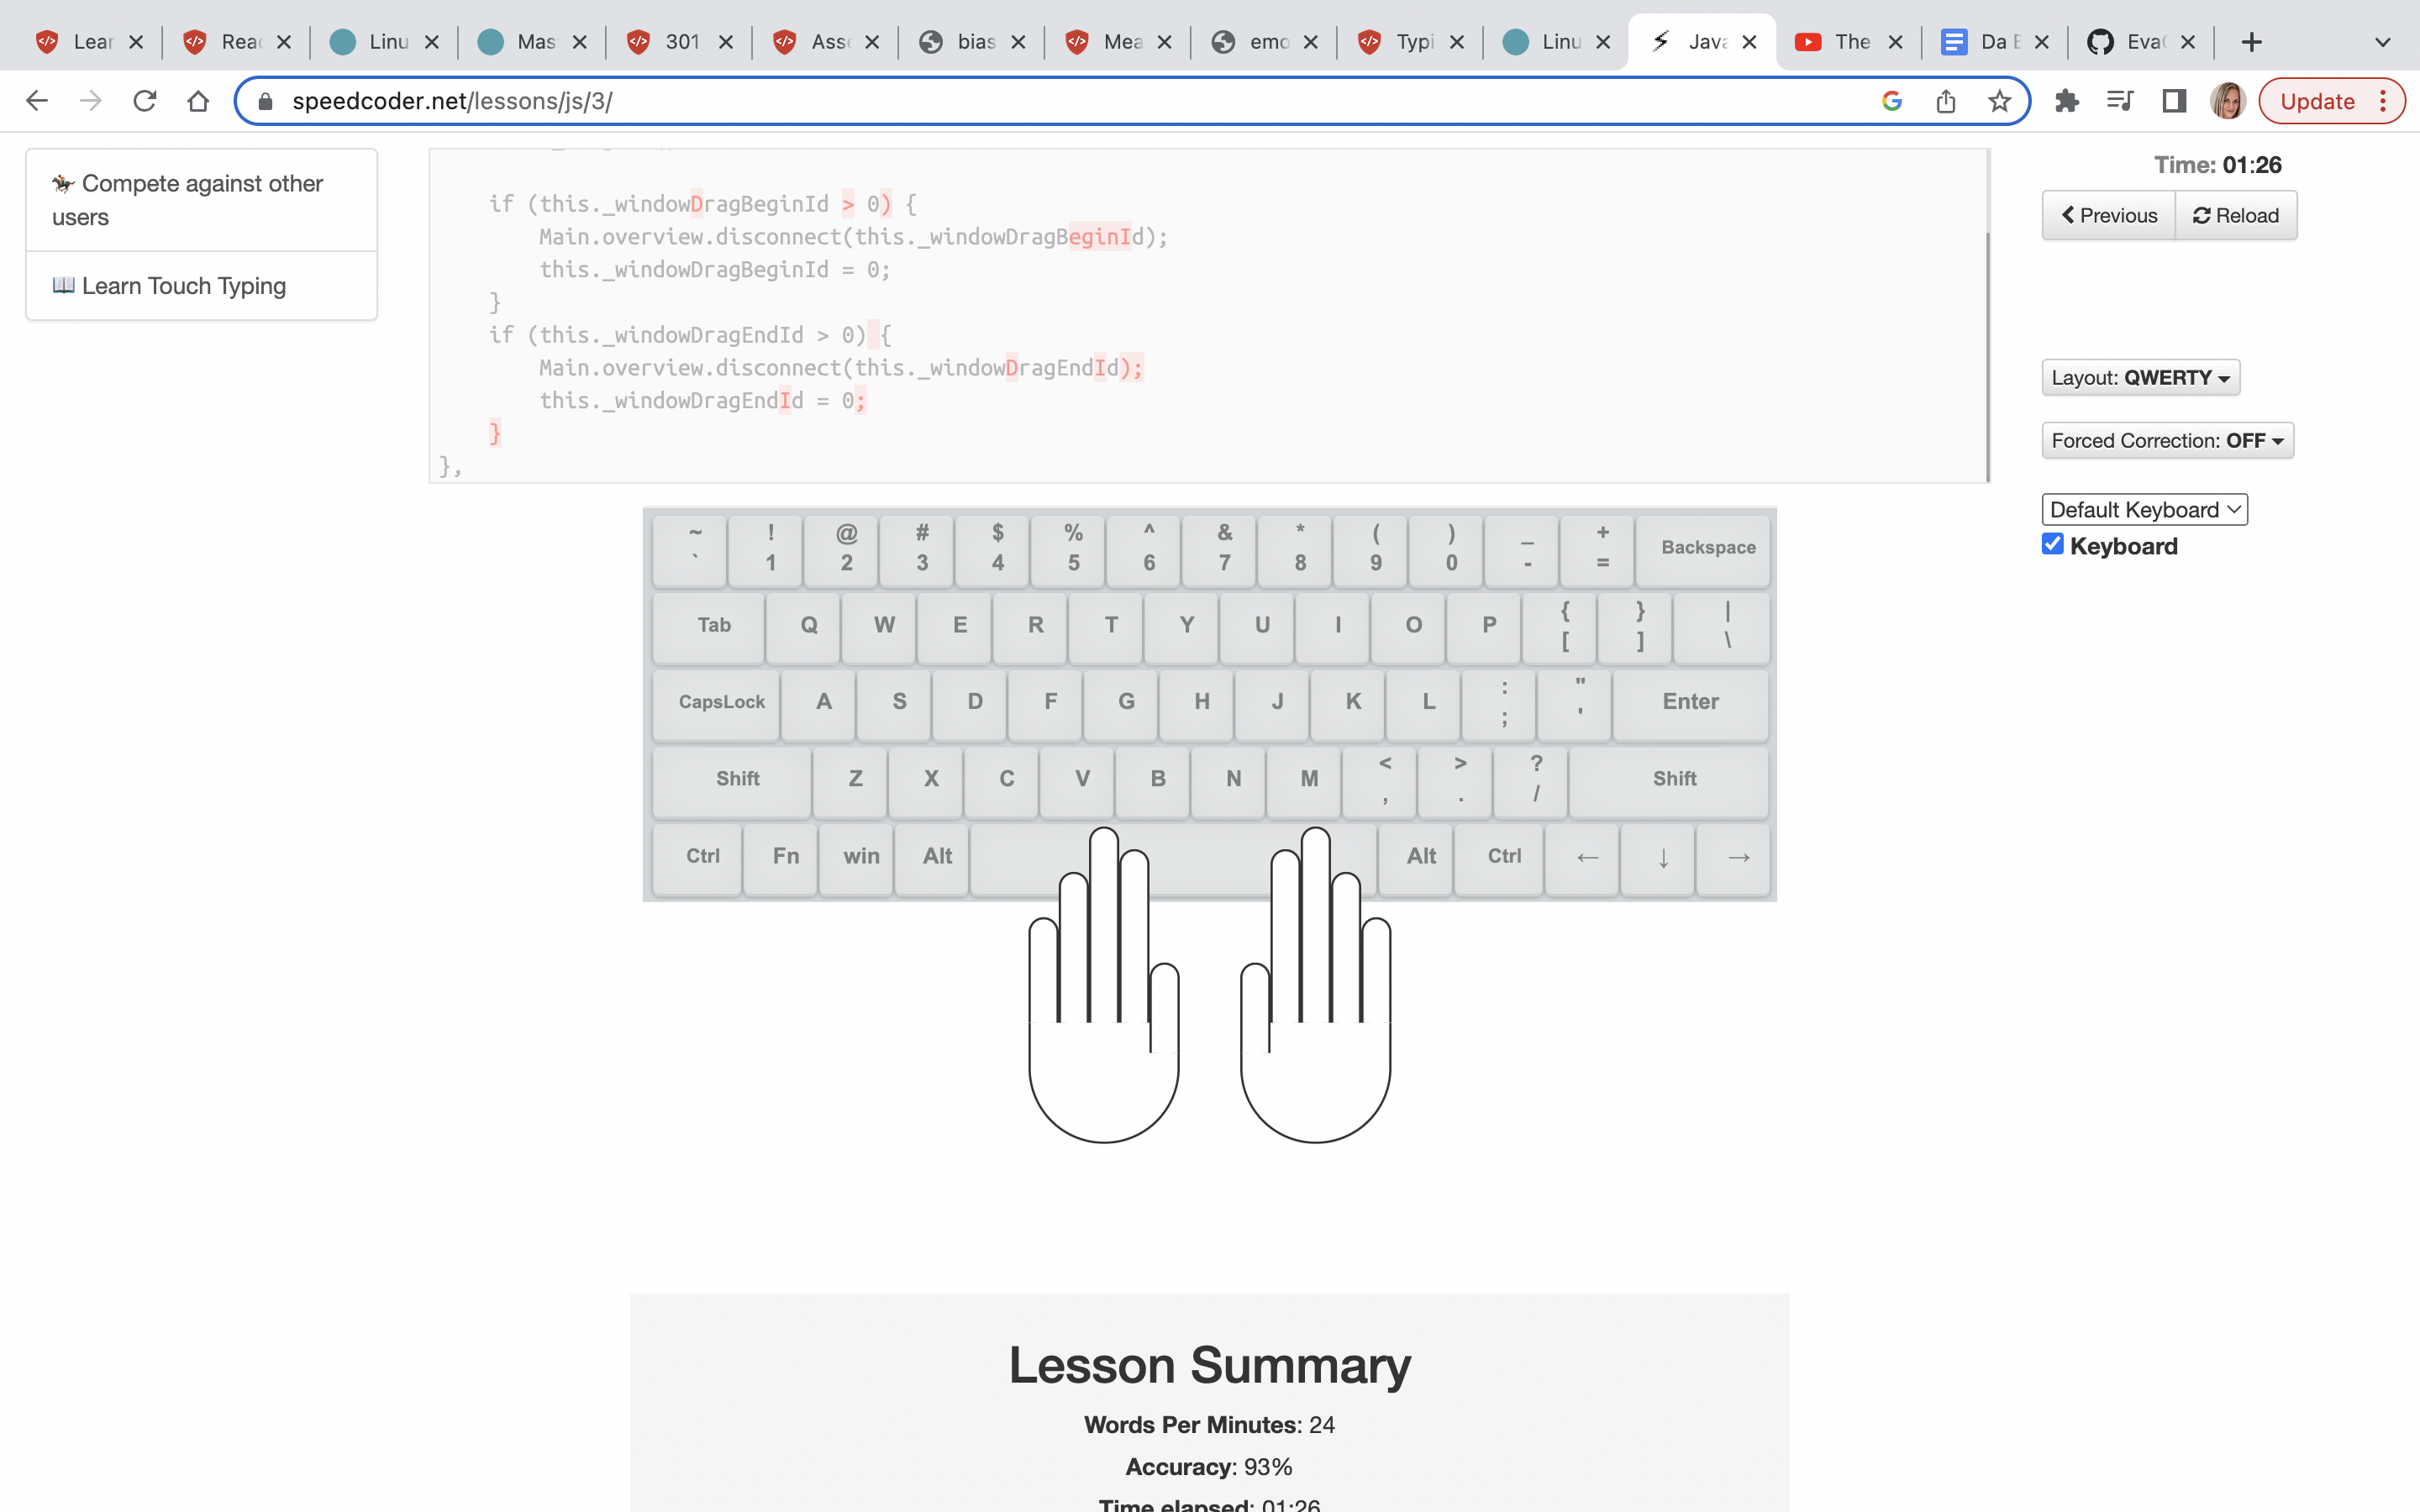 Lear
Reac
Linu
Mas
301
Asse
bias
Mea
emo
Typi
Linu
Java
The
Da E
Eva
speedcoder.net/lessons/js/3/
Update
🏇 Compete against other
users
📖 Learn Touch Typing
if (this._windowDragBeginId > 0) {
Main.overview.disconnect(this._windowDragBeginId);
this._windowDragBeginId = 0;
}
if (this._windowDragEndId > 0) {
Main.overview.disconnect(this._windowDragEndId);
this._windowDragEndId = 0;
}
},
Time: 01:26
Previous
Reload
Layout: QWERTY
Forced Correction: OFF
Default Keyboard
Keyboard
~ ! @ # $ % ^ & * ( ) _ +
` 1 2 3 4 5 6 7 8 9 0 - = Backspace
Tab Q W E R T Y U I O P { [ } ] | \
CapsLock A S D F G H J K L : ; " ' Enter
Shift Z X C V B N M < , > . ? / Shift
Ctrl Fn win Alt Alt Ctrl ← ↓ →
Lesson Summary
Words Per Minutes: 24
Accuracy: 93%
Time elapsed: 01:26